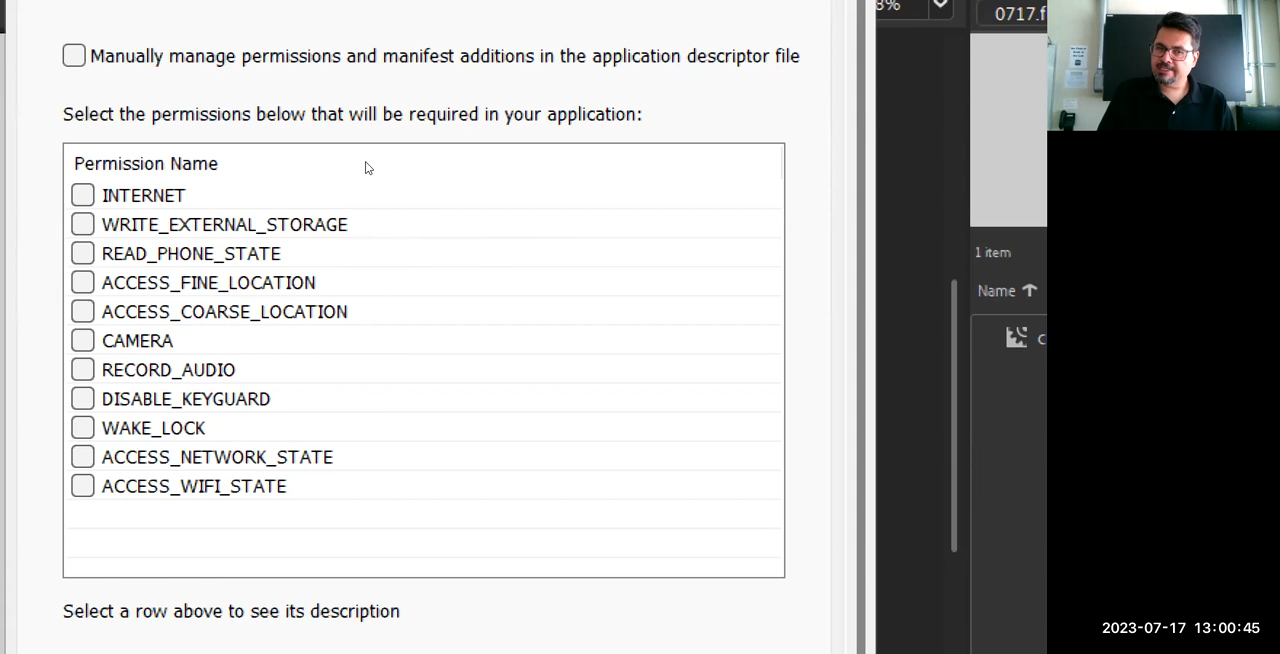 Manually manage permissions and manifest additions in the application descriptor file
Select the permissions below that will be required in your application:
Permission Name
INTERNET
WRITE_EXTERNAL_STORAGE
READ_PHONE_STATE
ACCESS_FINE_LOCATION
ACCESS_COARSE_LOCATION
CAMERA
RECORD_AUDIO
DISABLE_KEYGUARD
WAKE_LOCK
ACCESS_NETWORK_STATE
ACCESS_WIFI_STATE
Select a row above to see its description
0717.f
1 item
Name
2023-07-17 13:00:45